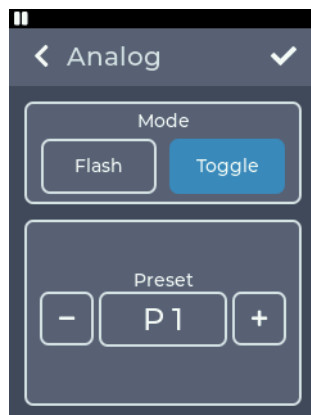 Analog
Mode
Flash Toggle
Preset
− P1 +